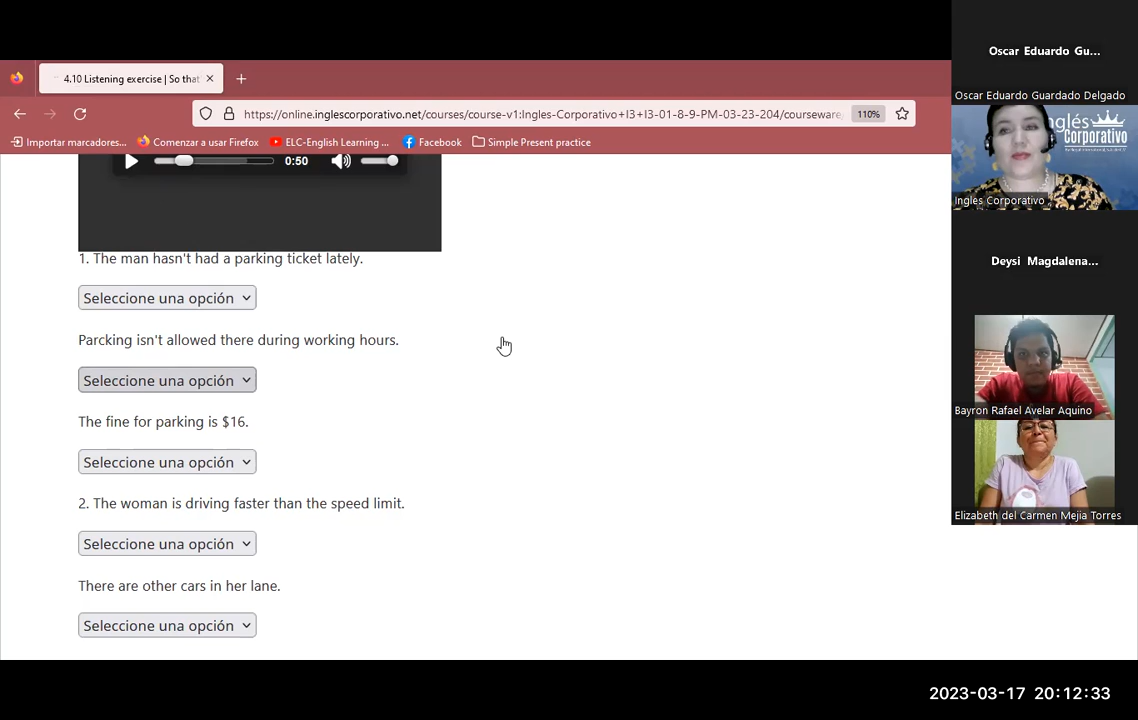 Oscar Eduardo Gu...
Oscar Eduardo Guardado Delgado
4.10 Listening exercise | So that
https://online.inglescorporativo.net/courses/course-v1:Ingles-Corporativo+I3+I3-01-8-9-PM-03-23-204/courseware/
110%
Importar marcadores...
Comenzar a usar Firefox
ELC-English Learning ...
Facebook
Simple Present practice
Inglés
Corporativo
Ingles Corporativo
0:50
1. The man hasn't had a parking ticket lately.
Seleccione una opción
Parcking isn't allowed there during working hours.
Seleccione una opción
The fine for parking is $16.
Seleccione una opción
2. The woman is driving faster than the speed limit.
Seleccione una opción
There are other cars in her lane.
Seleccione una opción
Deysi Magdalena...
Bayron Rafael Avelar Aquino
Elizabeth del Carmen Mejia Torres
2023-03-17 20:12:33